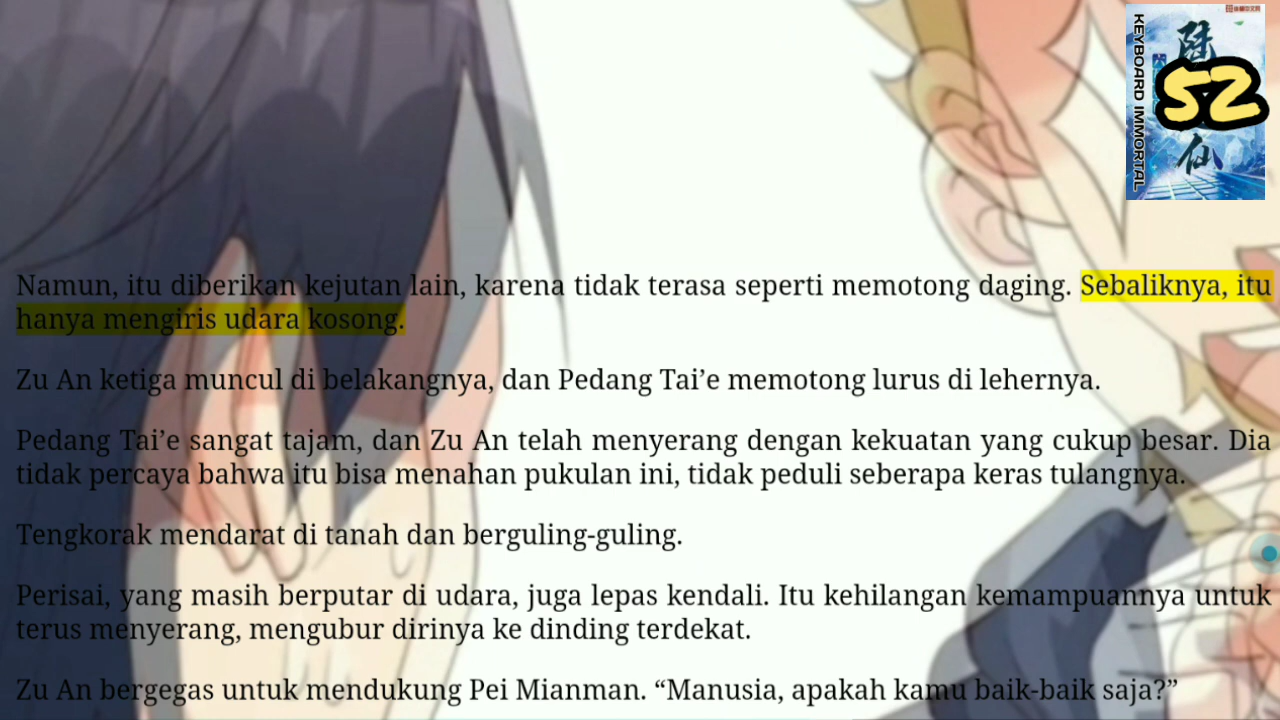 KEYBOARD IMMORTAL
陆
仙
52
Namun, itu diberikan kejutan lain, karena tidak terasa seperti memotong daging. Sebaliknya, itu
hanya mengiris udara kosong.
Zu An ketiga muncul di belakangnya, dan Pedang Tai’e memotong lurus di lehernya.
Pedang Tai’e sangat tajam, dan Zu An telah menyerang dengan kekuatan yang cukup besar. Dia
tidak percaya bahwa itu bisa menahan pukulan ini, tidak peduli seberapa keras tulangnya.
Tengkorak mendarat di tanah dan berguling-guling.
Perisai, yang masih berputar di udara, juga lepas kendali. Itu kehilangan kemampuannya untuk
terus menyerang, mengubur dirinya ke dinding terdekat.
Zu An bergegas untuk mendukung Pei Mianman. “Manusia, apakah kamu baik-baik saja?”